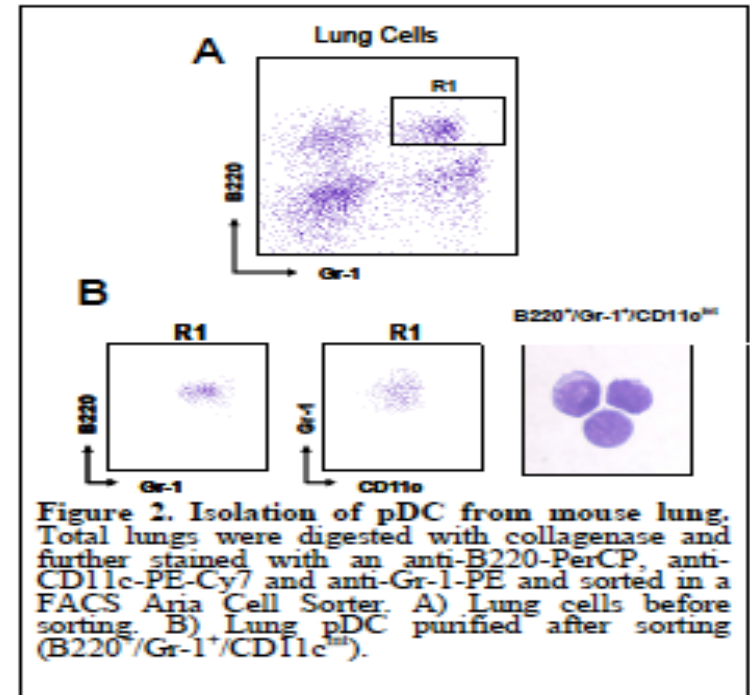 Lung Cells
A
R1
B220
Gr-1
B
B220⁺/Gr-1⁺/CD11cⁱⁿᵗ
R1
R1
B220
Gr-1
Gr-1
CD11c
Figure 2. Isolation of pDC from mouse lung.
Total lungs were digested with collagenase and
further stained with an anti-B220-PerCP, anti-
CD11c-PE-Cy7 and anti-Gr-1-PE and sorted in a
FACS Aria Cell Sorter. A) Lung cells before
sorting. B) Lung pDC purified after sorting
(B220⁺/Gr-1⁺/CD11cⁱⁿᵗ).